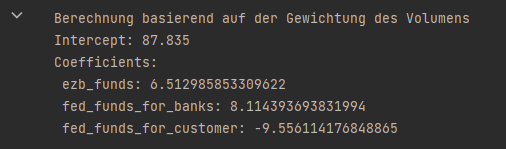 Berechnung basierend auf der Gewichtung des Volumens
Intercept: 87.835
Coefficients:
ezb_funds: 6.512985853309622
fed_funds_for_banks: 8.114393693831994
fed_funds_for_customer: -9.556114176848865